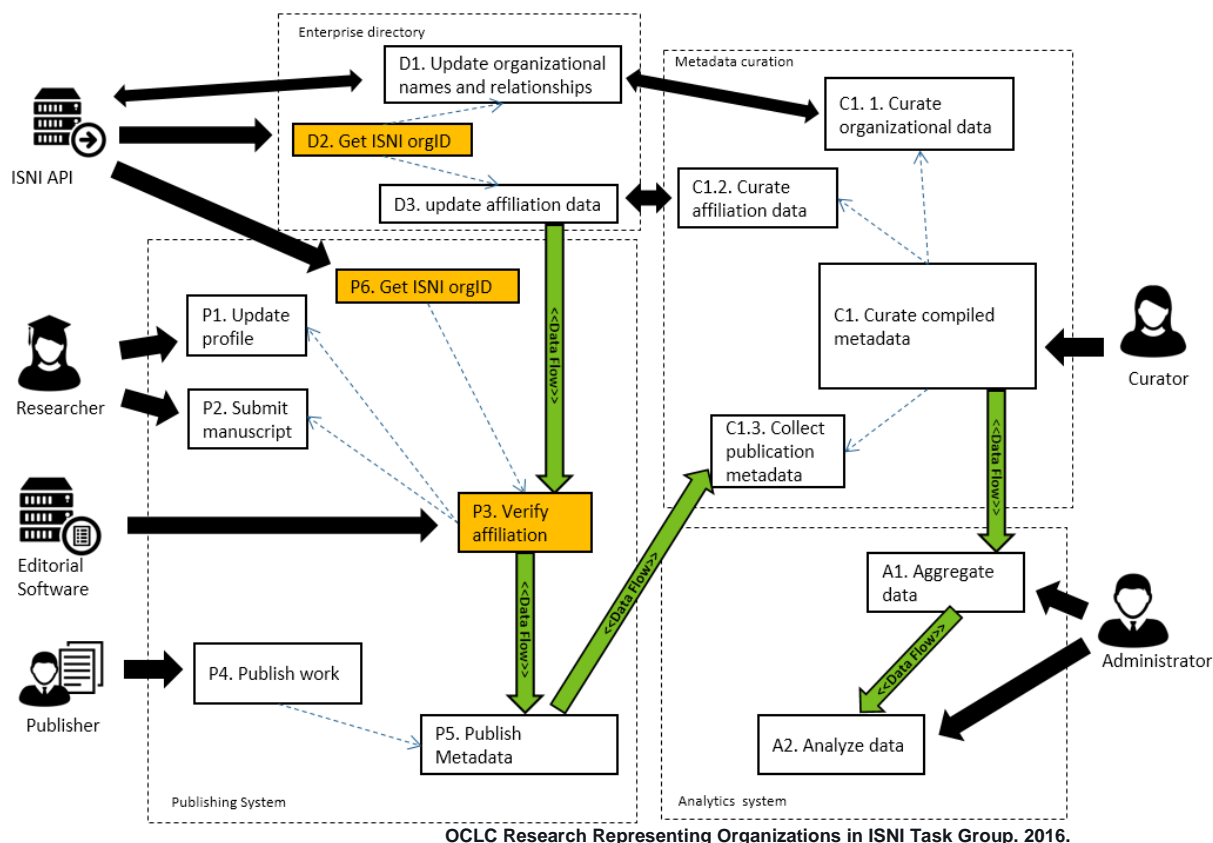 Enterprise directory
D1. Update organizational
names and relationships
D2. Get ISNI orgID
D3. update affiliation data
ISNI API
Metadata curation
C1. 1. Curate
organizational data
C1.2. Curate
affiliation data
C1. Curate compiled
metadata
C1.3. Collect
publication
metadata
Curator
<<Data Flow>>
<<Data Flow>>
P6. Get ISNI orgID
P1. Update
profile
P2. Submit
manuscript
Researcher
P3. Verify
affiliation
Editorial
Software
<<Data
Flow>>
<<Data Flow>>
P4. Publish work
Publisher
P5. Publish
Metadata
Publishing System
A1. Aggregate
data
<<Data Flow>>
Administrator
A2. Analyze data
Analytics system
OCLC Research Representing Organizations in ISNI Task Group. 2016.